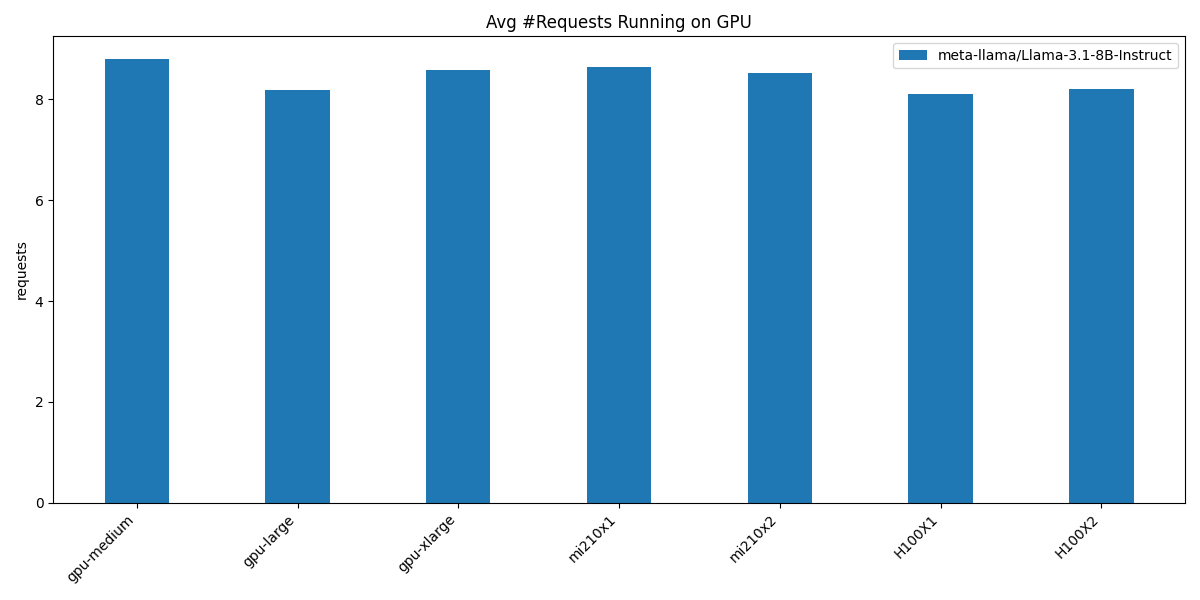 Avg #Requests Running on GPU
meta-llama/Llama-3.1-8B-Instruct
requests
8
6
4
2
0
gpu-medium
gpu-large
gpu-xlarge
mi210x1
mi210x2
H100X1
H100X2